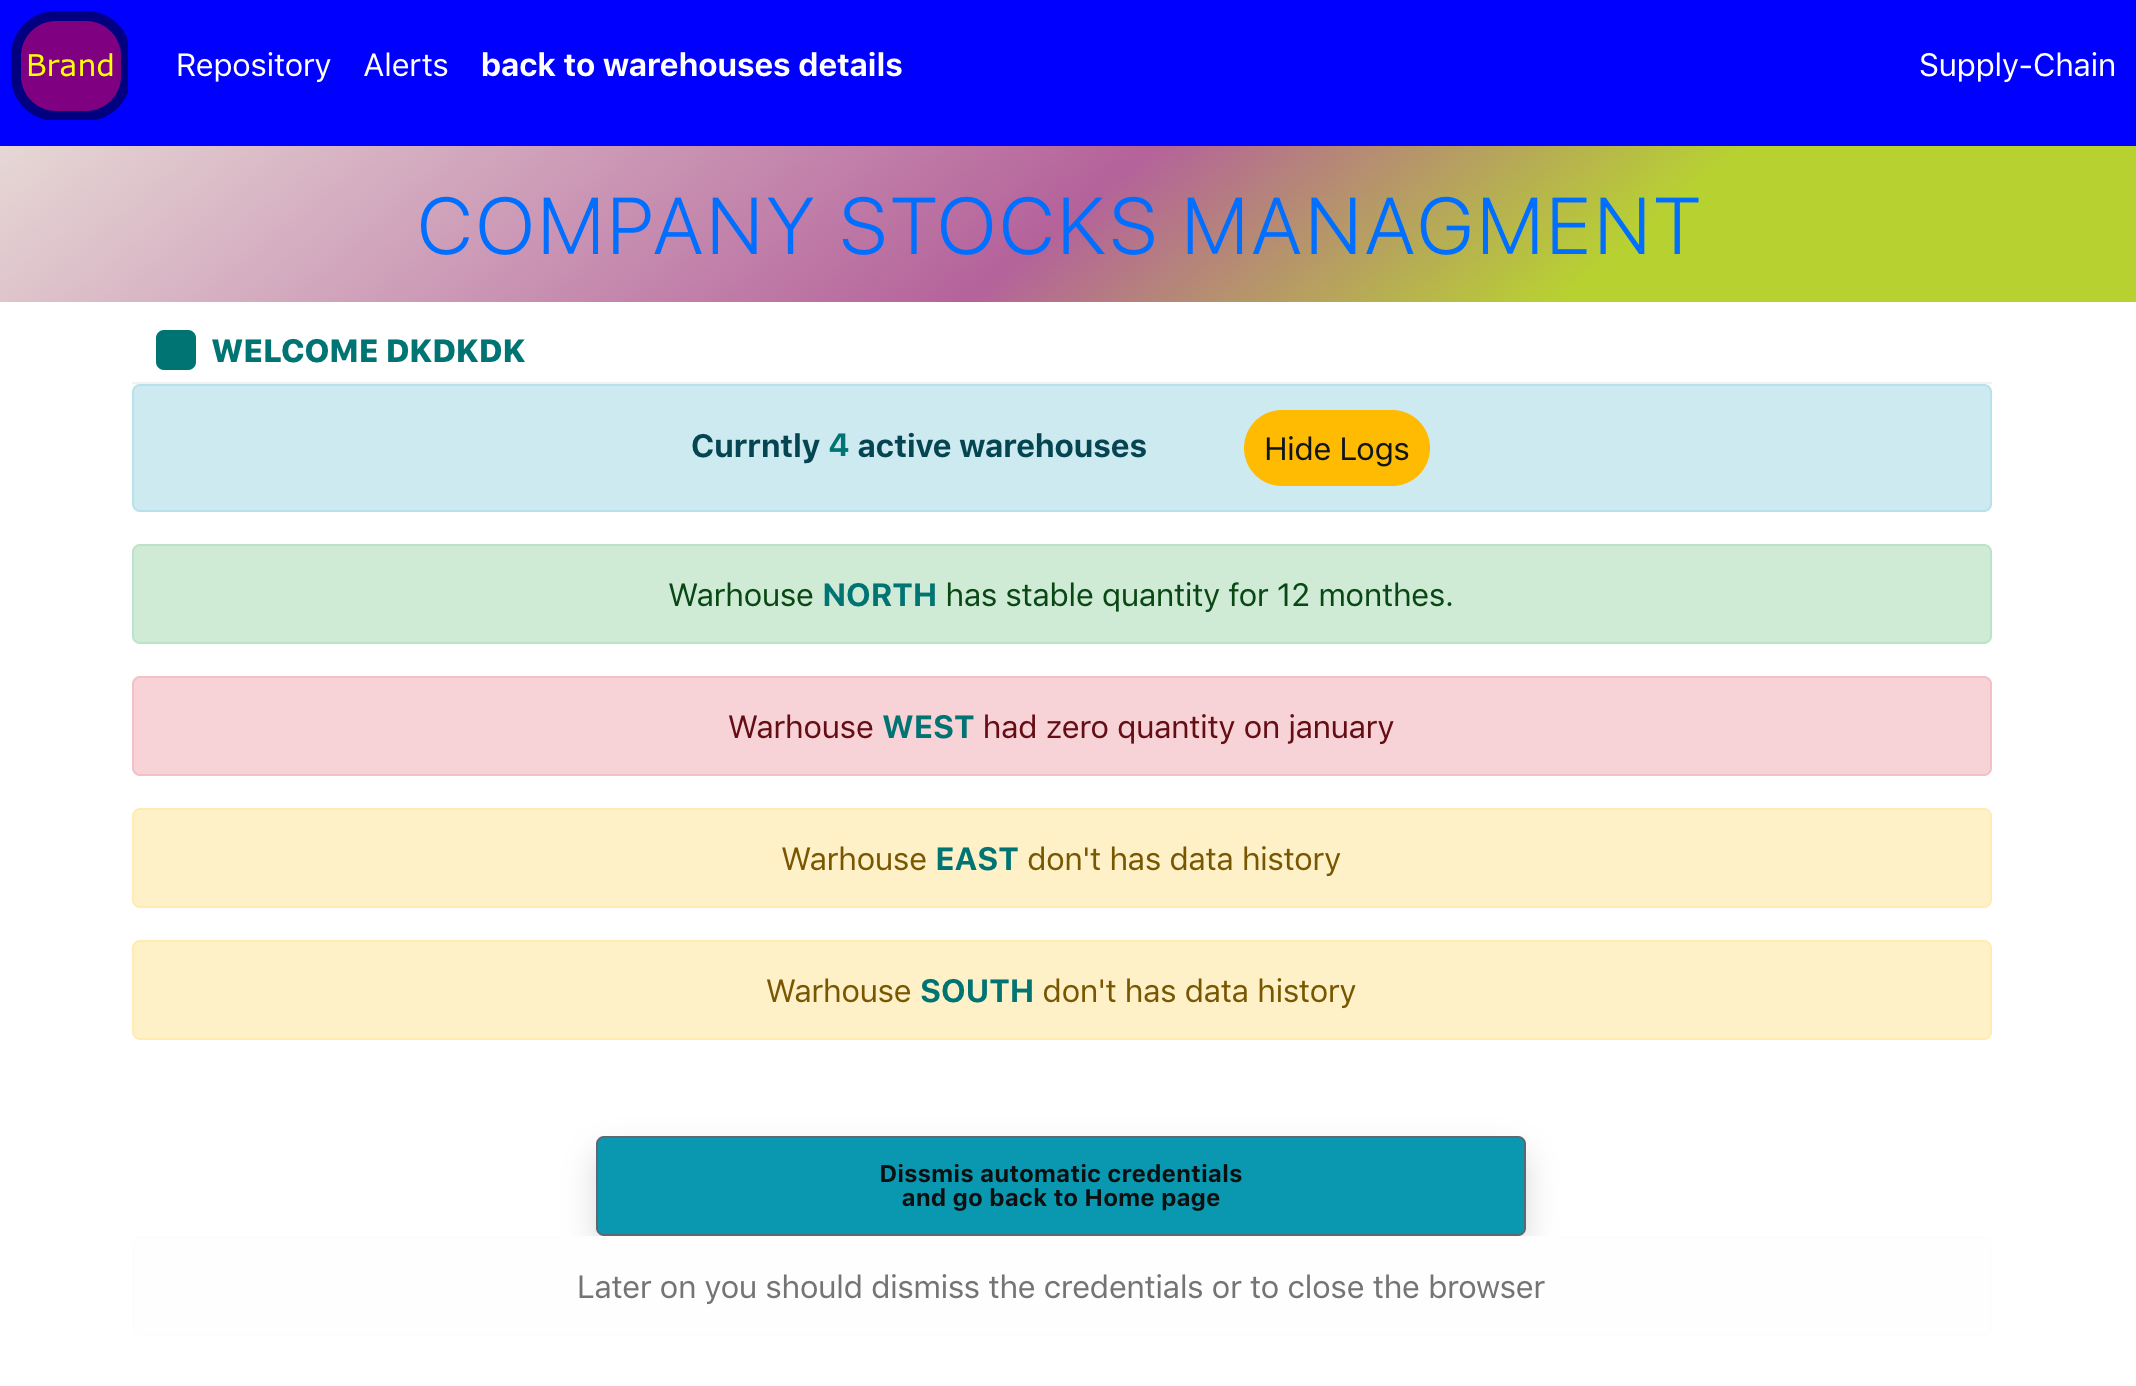 Brand
Repository
Alerts
back to warehouses details
Supply-Chain
COMPANY STOCKS MANAGMENT
WELCOME DKDKDK
Currntly 4 active warehouses
Hide Logs
Warhouse NORTH has stable quantity for 12 monthes.
Warhouse WEST had zero quantity on january
Warhouse EAST don't has data history
Warhouse SOUTH don't has data history
Dissmis automatic credentials
and go back to Home page
Later on you should dismiss the credentials or to close the browser